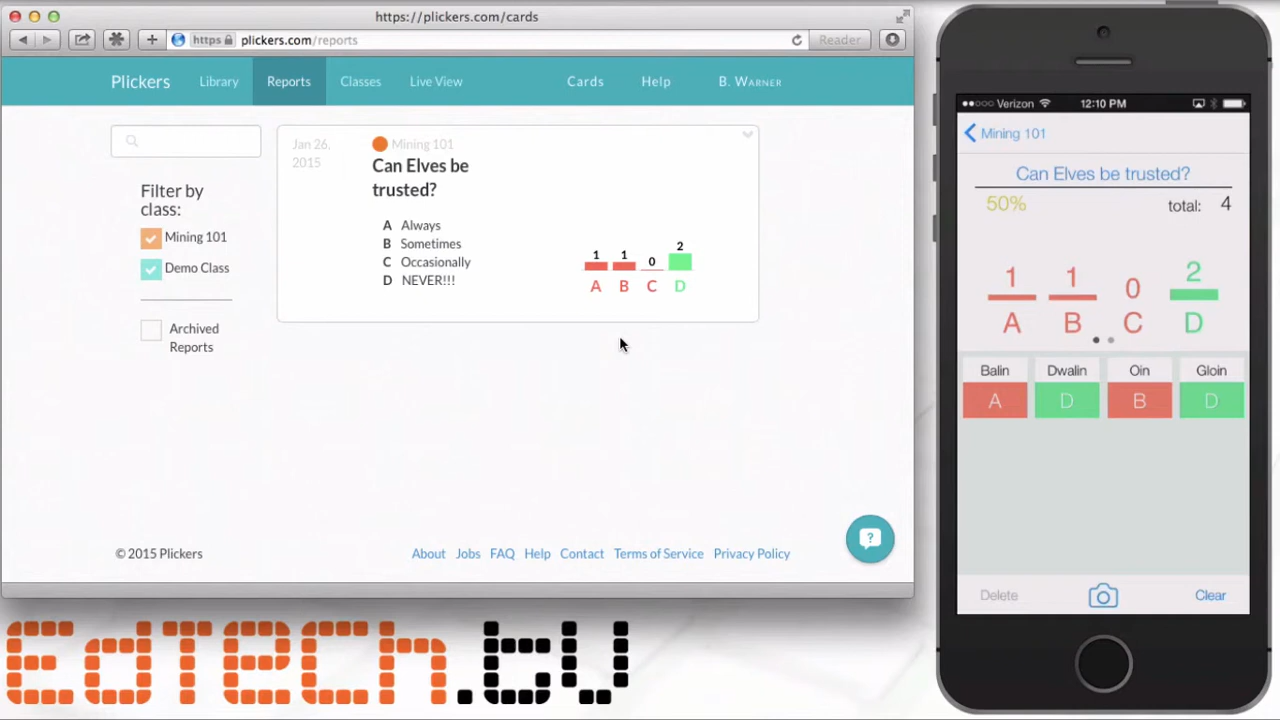 https://plickers.com/cards
https plickers.com/reports Reader
Plickers Library Reports Classes Live View Cards Help B. WARNER
Filter by
class:
Mining 101
Demo Class
Archived
Reports
Jan 26,
2015
Mining 101
Can Elves be
trusted?
A Always
B Sometimes
C Occasionally
D NEVER!!!
1 1 0 2
A B C D
?
© 2015 Plickers About Jobs FAQ Help Contact Terms of Service Privacy Policy
EdTech.tv
Verizon 12:10 PM
Mining 101
Can Elves be trusted?
50% total: 4
1 1 0 2
A B C D
Balin Dwalin Oin Gloin
A D B D
Delete Clear